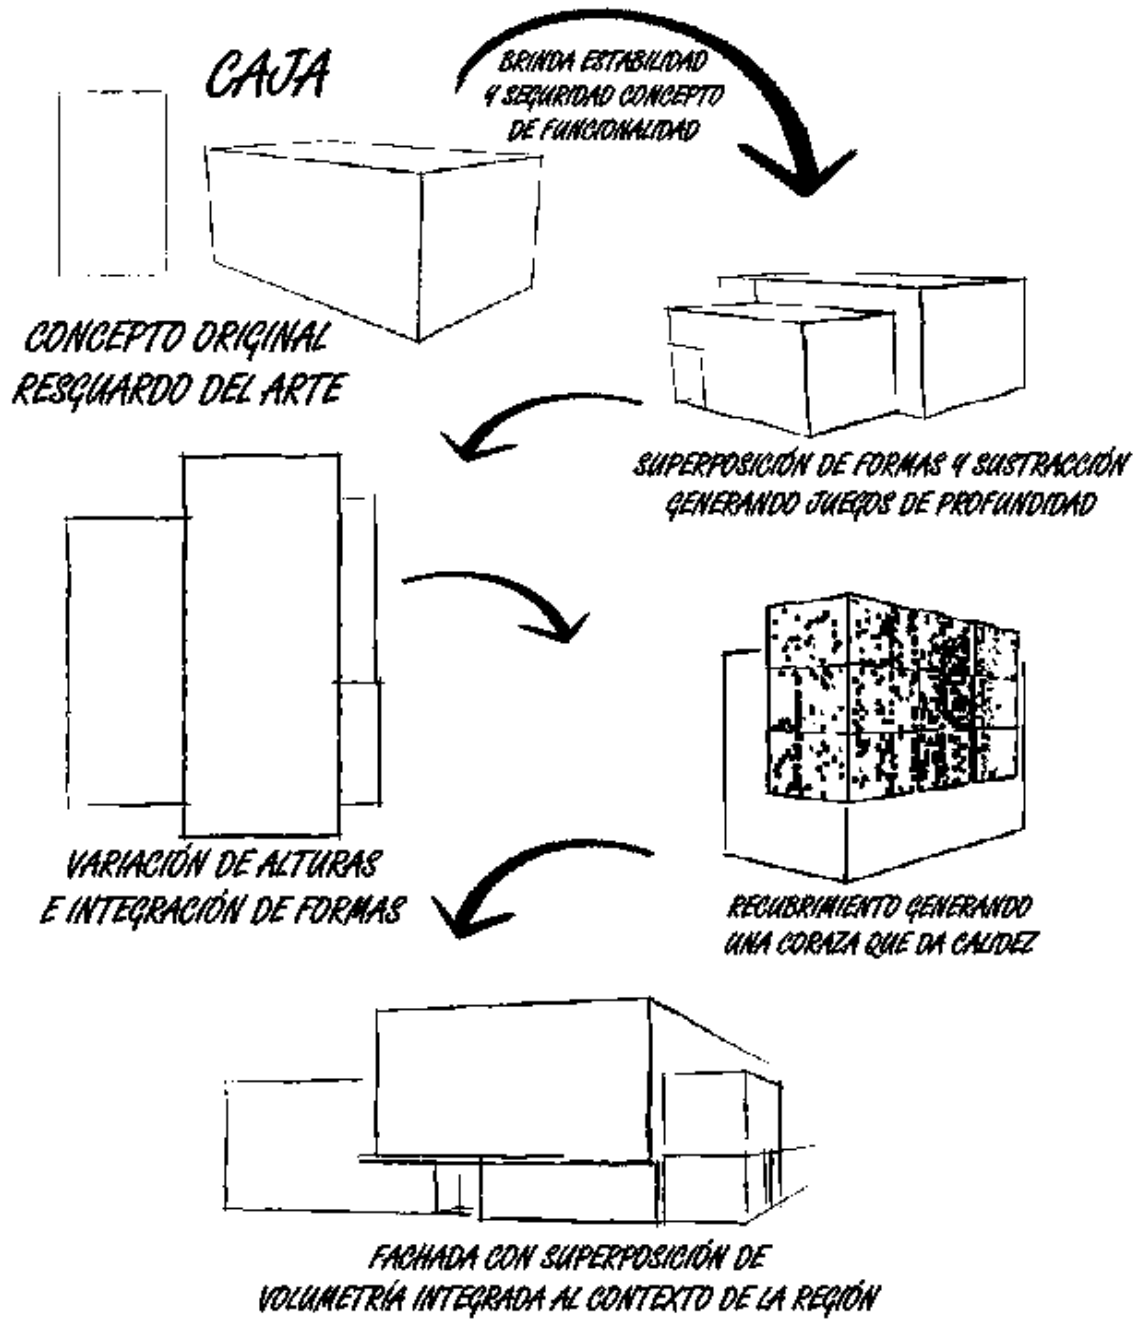 CAJA
BRINDA ESTABILIDAD
Y SEGURIDAD CONCEPTO
DE FUNCIONALIDAD
CONCEPTO ORIGINAL
RESGUARDO DEL ARTE
SUPERPOSICIÓN DE FORMAS Y SUSTRACCIÓN
GENERANDO JUEGOS DE PROFUNDIDAD
VARIACIÓN DE ALTURAS
E INTEGRACIÓN DE FORMAS
RECUBRIMIENTO GENERANDO
UNA CORAZA QUE DA CALIDEZ
FACHADA CON SUPERPOSICIÓN DE
VOLUMETRÍA INTEGRADA AL CONTEXTO DE LA REGIÓN